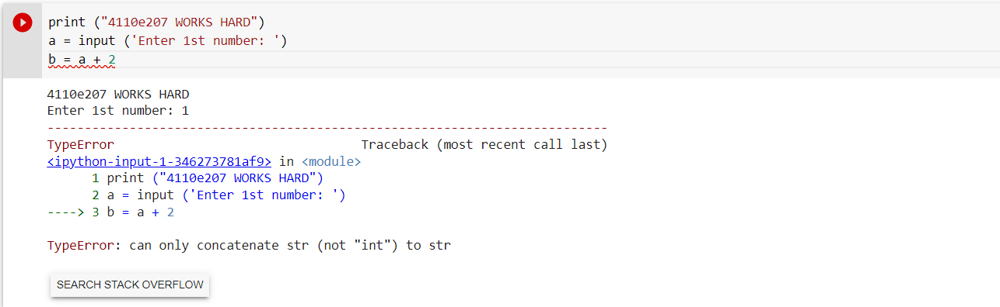 print ("4110e207 WORKS HARD")
a = input ('Enter 1st number: ')
b = a + 2
4110e207 WORKS HARD
Enter 1st number: 1
---------------------------------------------------------------------------
TypeError                                 Traceback (most recent call last)
<ipython-input-1-346273781af9> in <module>
      1 print ("4110e207 WORKS HARD")
      2 a = input ('Enter 1st number: ')
----> 3 b = a + 2
TypeError: can only concatenate str (not "int") to str
SEARCH STACK OVERFLOW